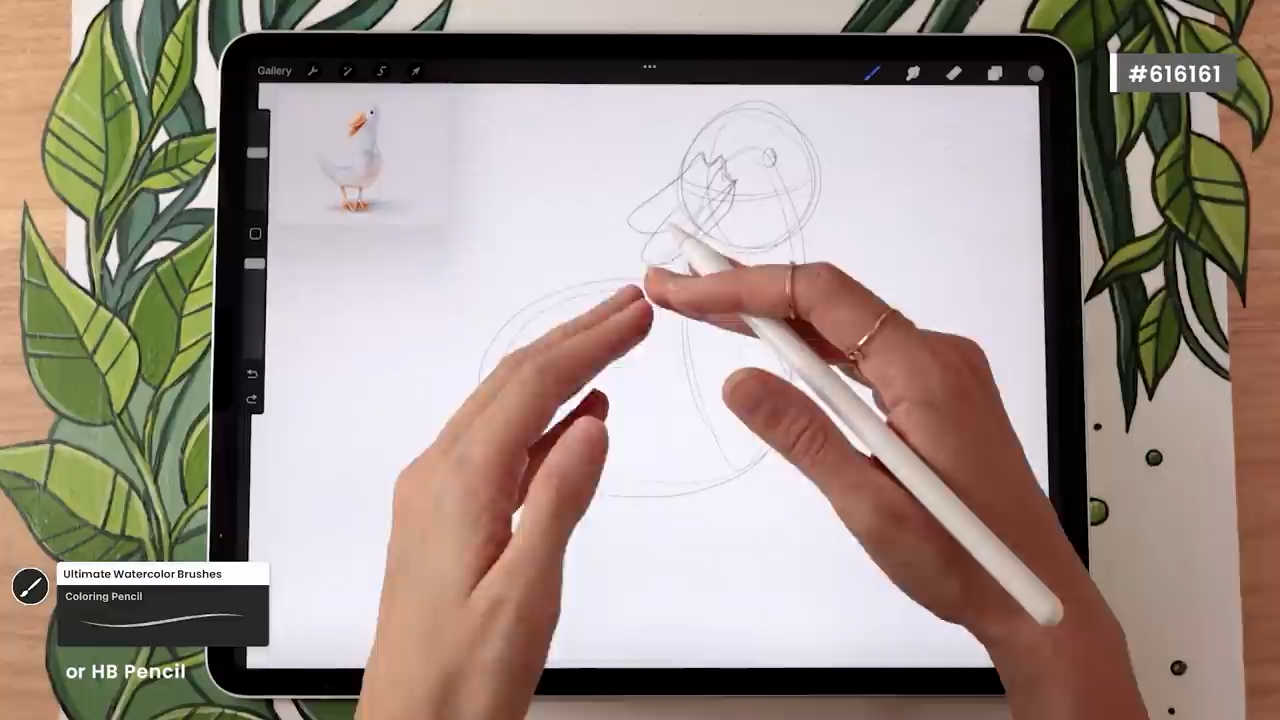 Gallery
#616161
Ultimate Watercolor Brushes
Coloring Pencil
or HB Pencil